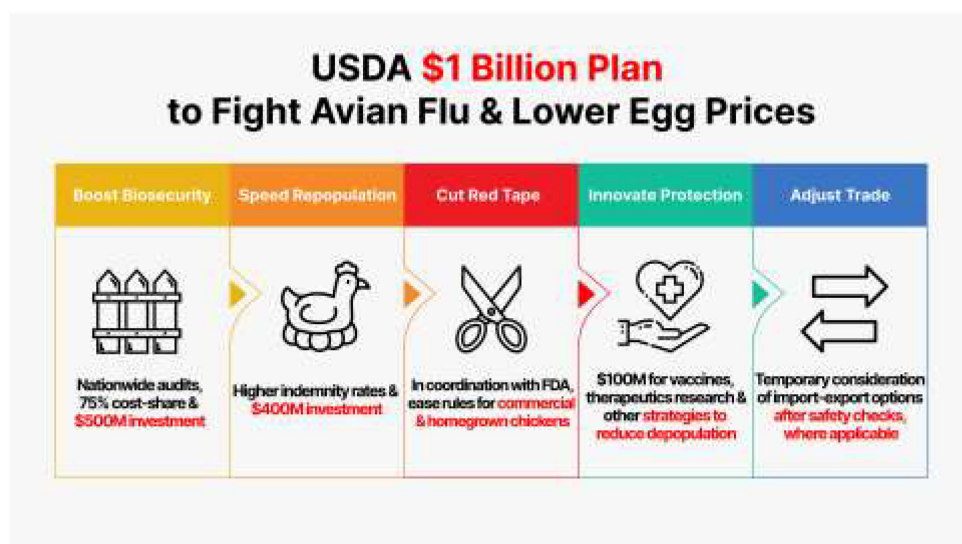 USDA $1 Billion Plan
to Fight Avian Flu & Lower Egg Prices
Boost Biosecurity
Speed Repopulation
Cut Red Tape
Innovate Protection
Adjust Trade
Nationwide audits,
75% cost-share &
$500M investment
Higher indemnity rates &
$400M investment
In coordination with FDA,
ease rules for commercial
& homegrown chickens
$100M for vaccines,
therapeutics research &
other strategies to
reduce depopulation
Temporary consideration
of import-export options
after safety checks,
where applicable